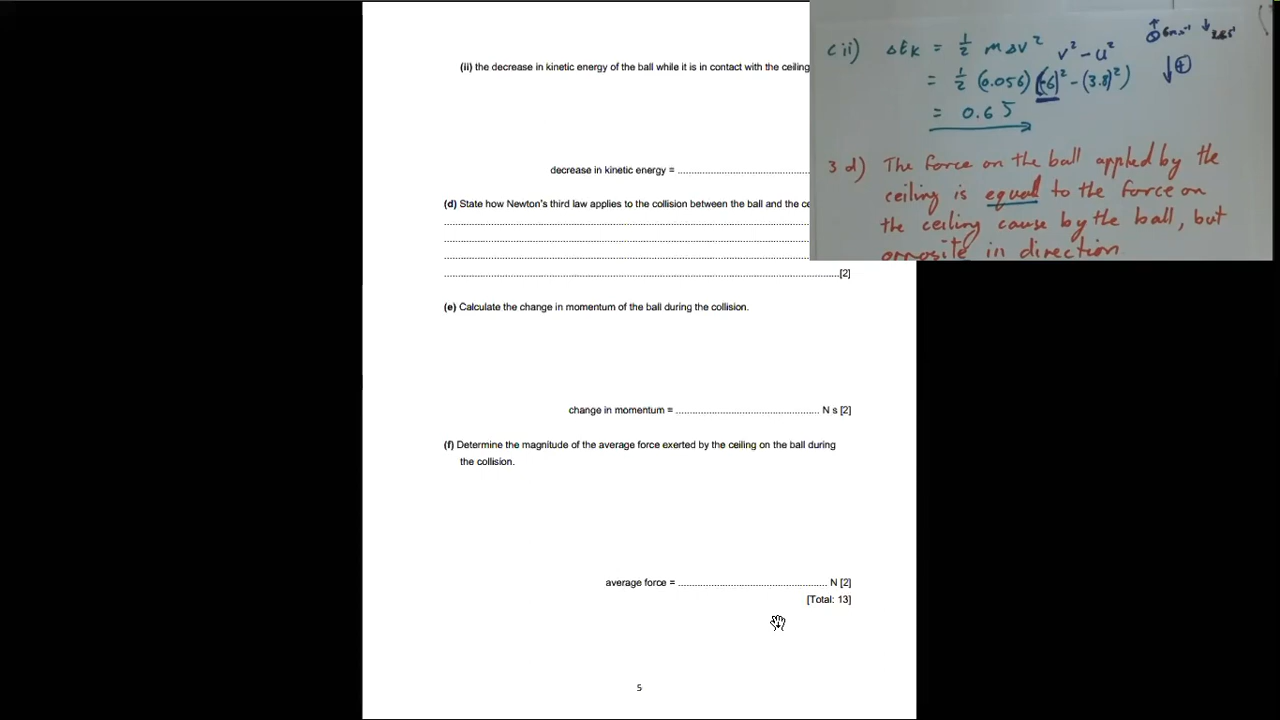 (ii) the decrease in kinetic energy of the ball while it is in contact with the ceiling
decrease in kinetic energy = ..........
(d) State how Newton's third law applies to the collision between the ball and the ce
[2]
(e) Calculate the change in momentum of the ball during the collision.
change in momentum = .......... N s [2]
(f) Determine the magnitude of the average force exerted by the ceiling on the ball during
the collision.
average force = .......... N [2]
[Total: 13]
5
c ii) ΔEk = ½ m Δv² v² - u²
= ½ (0.056) (-6)² - (3.8)²)
= 0.65
↓ ⊕
3 d) The force on the ball applied by the
ceiling is equal to the force on
the ceiling cause by the ball, but
opposite in direction